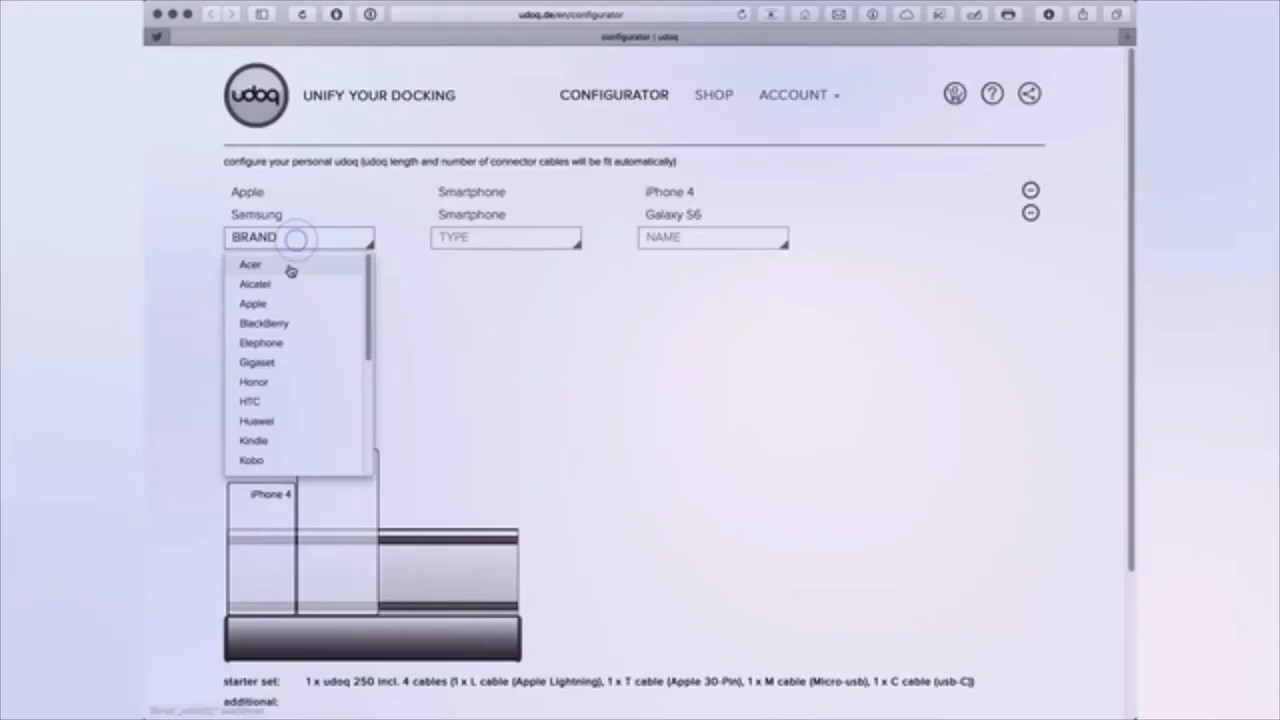 udoq.de/en/configurator
configurator | udoq
udoq
UNIFY YOUR DOCKING
CONFIGURATOR
SHOP
ACCOUNT
?
configure your personal udoq (udoq length and number of connector cables will be fit automatically)
Apple Smartphone iPhone 4
Samsung Smartphone Galaxy S6
BRAND TYPE NAME
Acer
Alcatel
Apple
BlackBerry
Elephone
Gigaset
Honor
HTC
Huawei
Kindle
Kobo
iPhone 4
starter set: 1 x udoq 250 incl. 4 cables (1 x L cable (Apple Lightning), 1 x T cable (Apple 30-Pin), 1 x M cable (Micro-usb), 1 x C cable (usb-C))
additional: